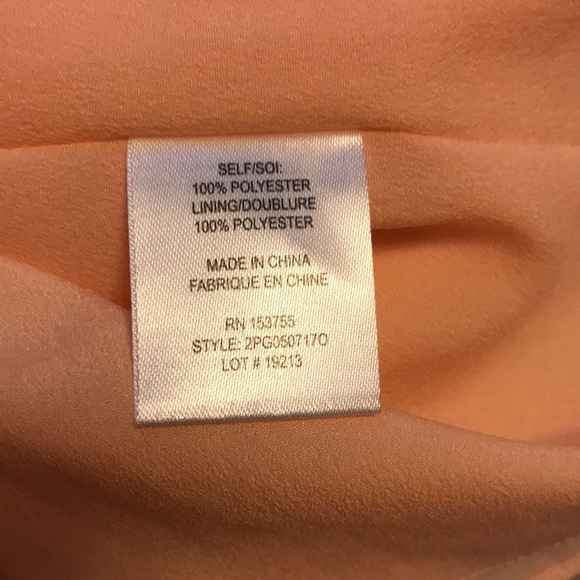 SELF/SOI:
100% POLYESTER
LINING/DOUBLURE
100% POLYESTER
MADE IN CHINA
FABRIQUE EN CHINE
RN 153755
STYLE: 2PG050717O
LOT # 19213